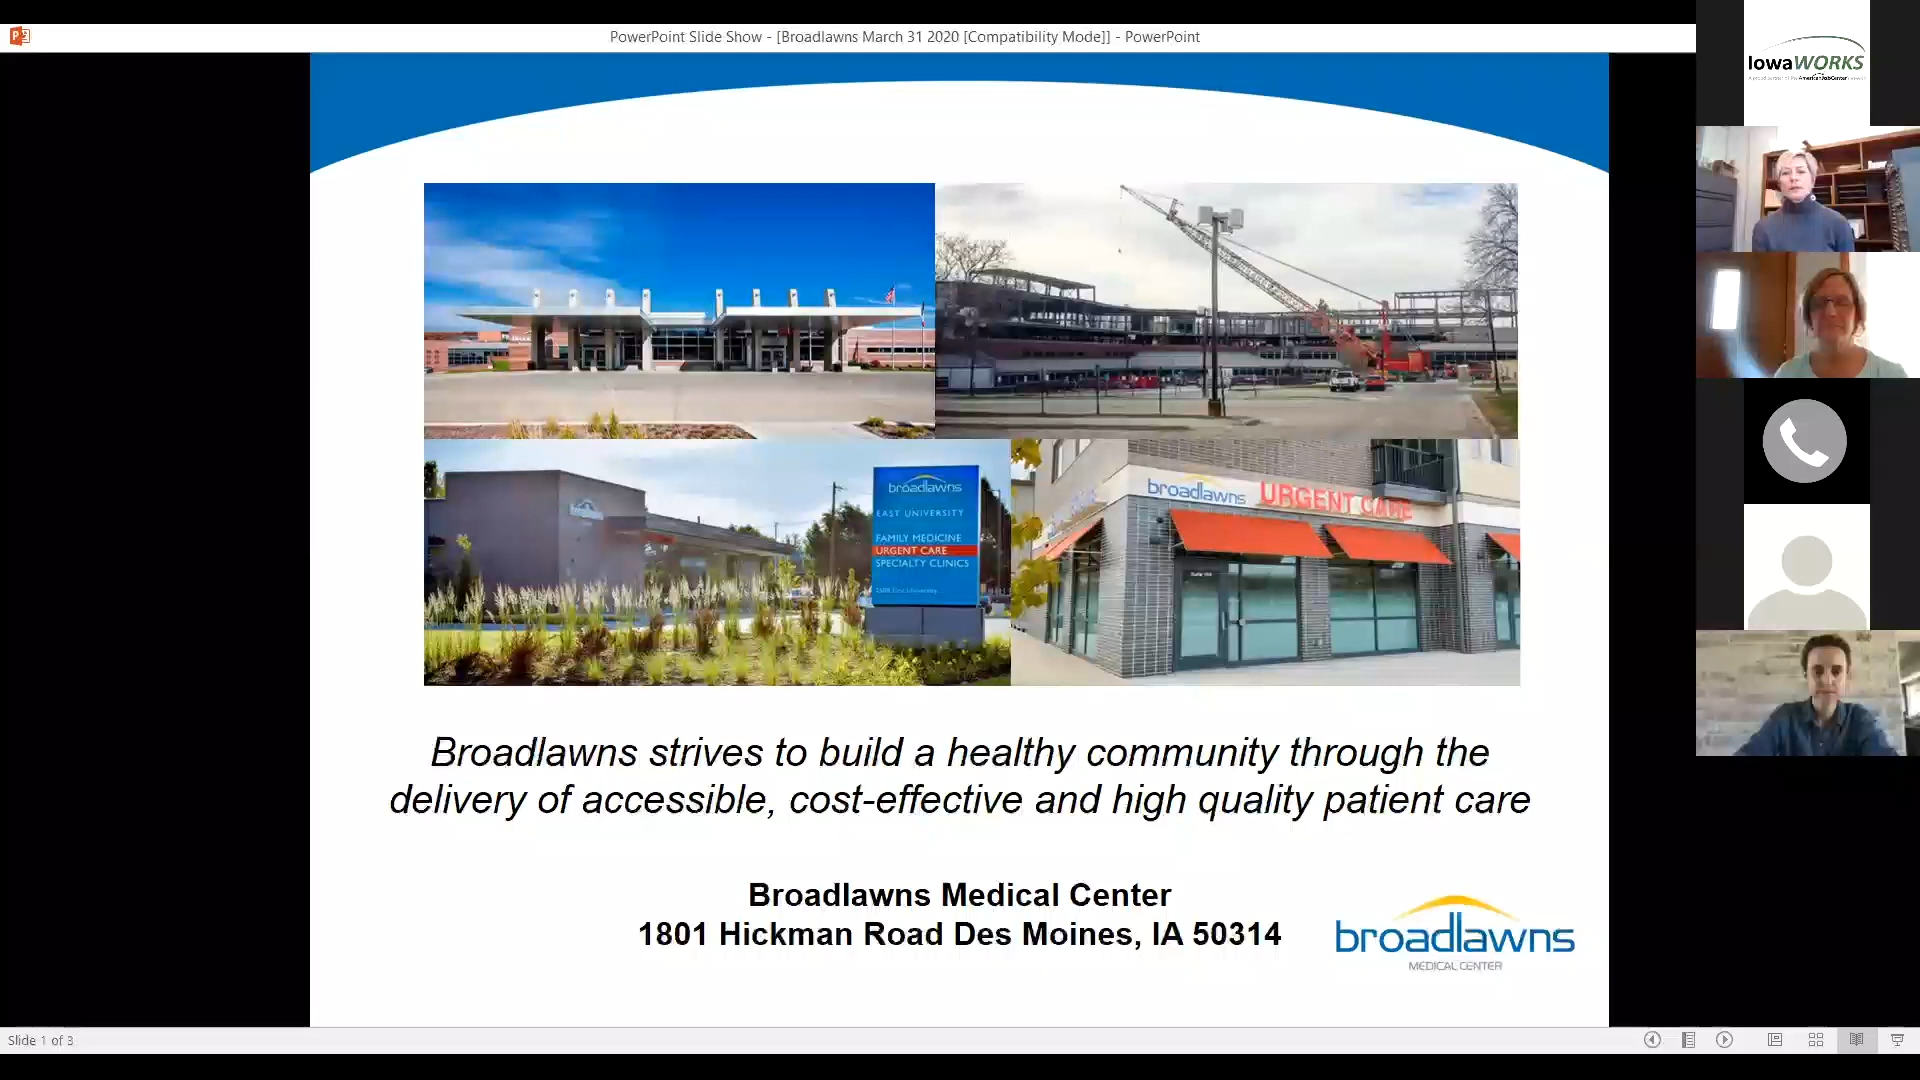 PowerPoint Slide Show - [Broadlawns March 31 2020 [Compatibility Mode]] - PowerPoint
IowaWORKS
AmericanJobCenter
broadlawns
EAST UNIVERSITY
FAMILY MEDICINE
URGENT CARE
SPECIALTY CLINICS
broadlawns URGENT CARE
Broadlawns strives to build a healthy community through the
delivery of accessible, cost-effective and high quality patient care
Broadlawns Medical Center
1801 Hickman Road Des Moines, IA 50314
broadlawns
MEDICAL CENTER
Slide 1 of 3